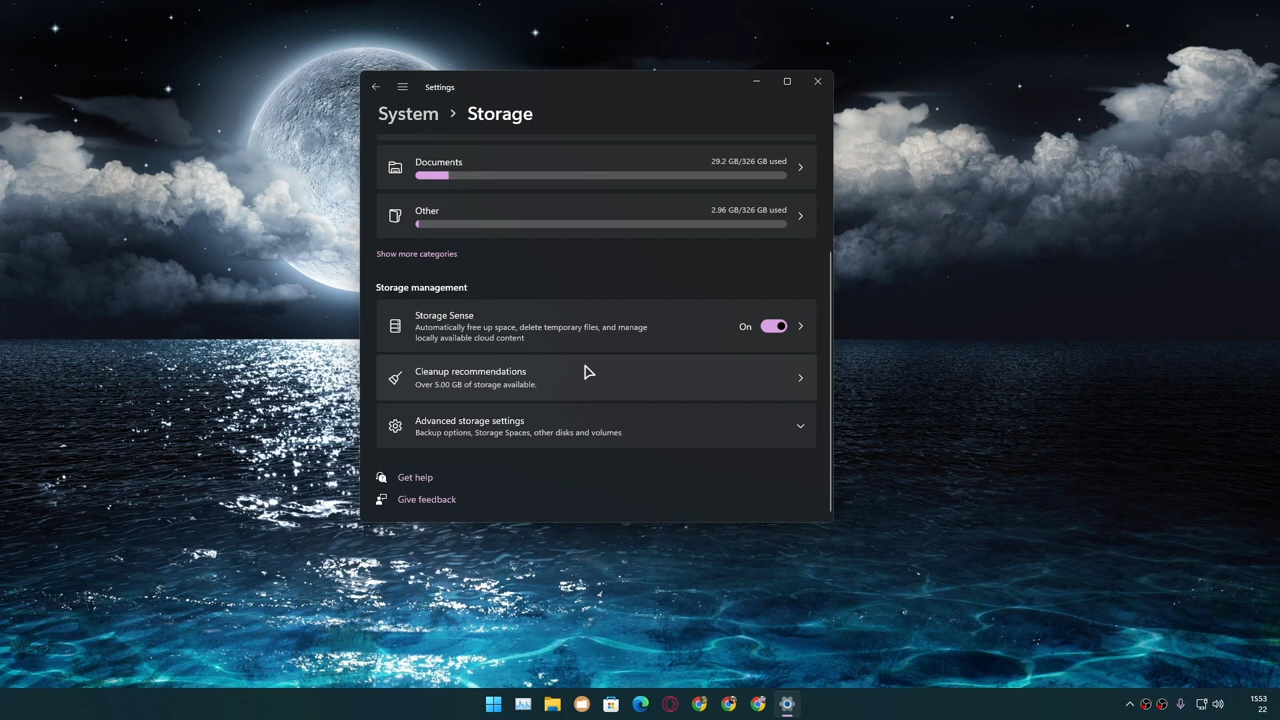 Settings
System > Storage
Documents
29.2 GB/326 GB used
Other
2.96 GB/326 GB used
Show more categories
Storage management
Storage Sense
Automatically free up space, delete temporary files, and manage
locally available cloud content
On
Cleanup recommendations
Over 5.00 GB of storage available.
Advanced storage settings
Backup options, Storage Spaces, other disks and volumes
Get help
Give feedback
1553
22